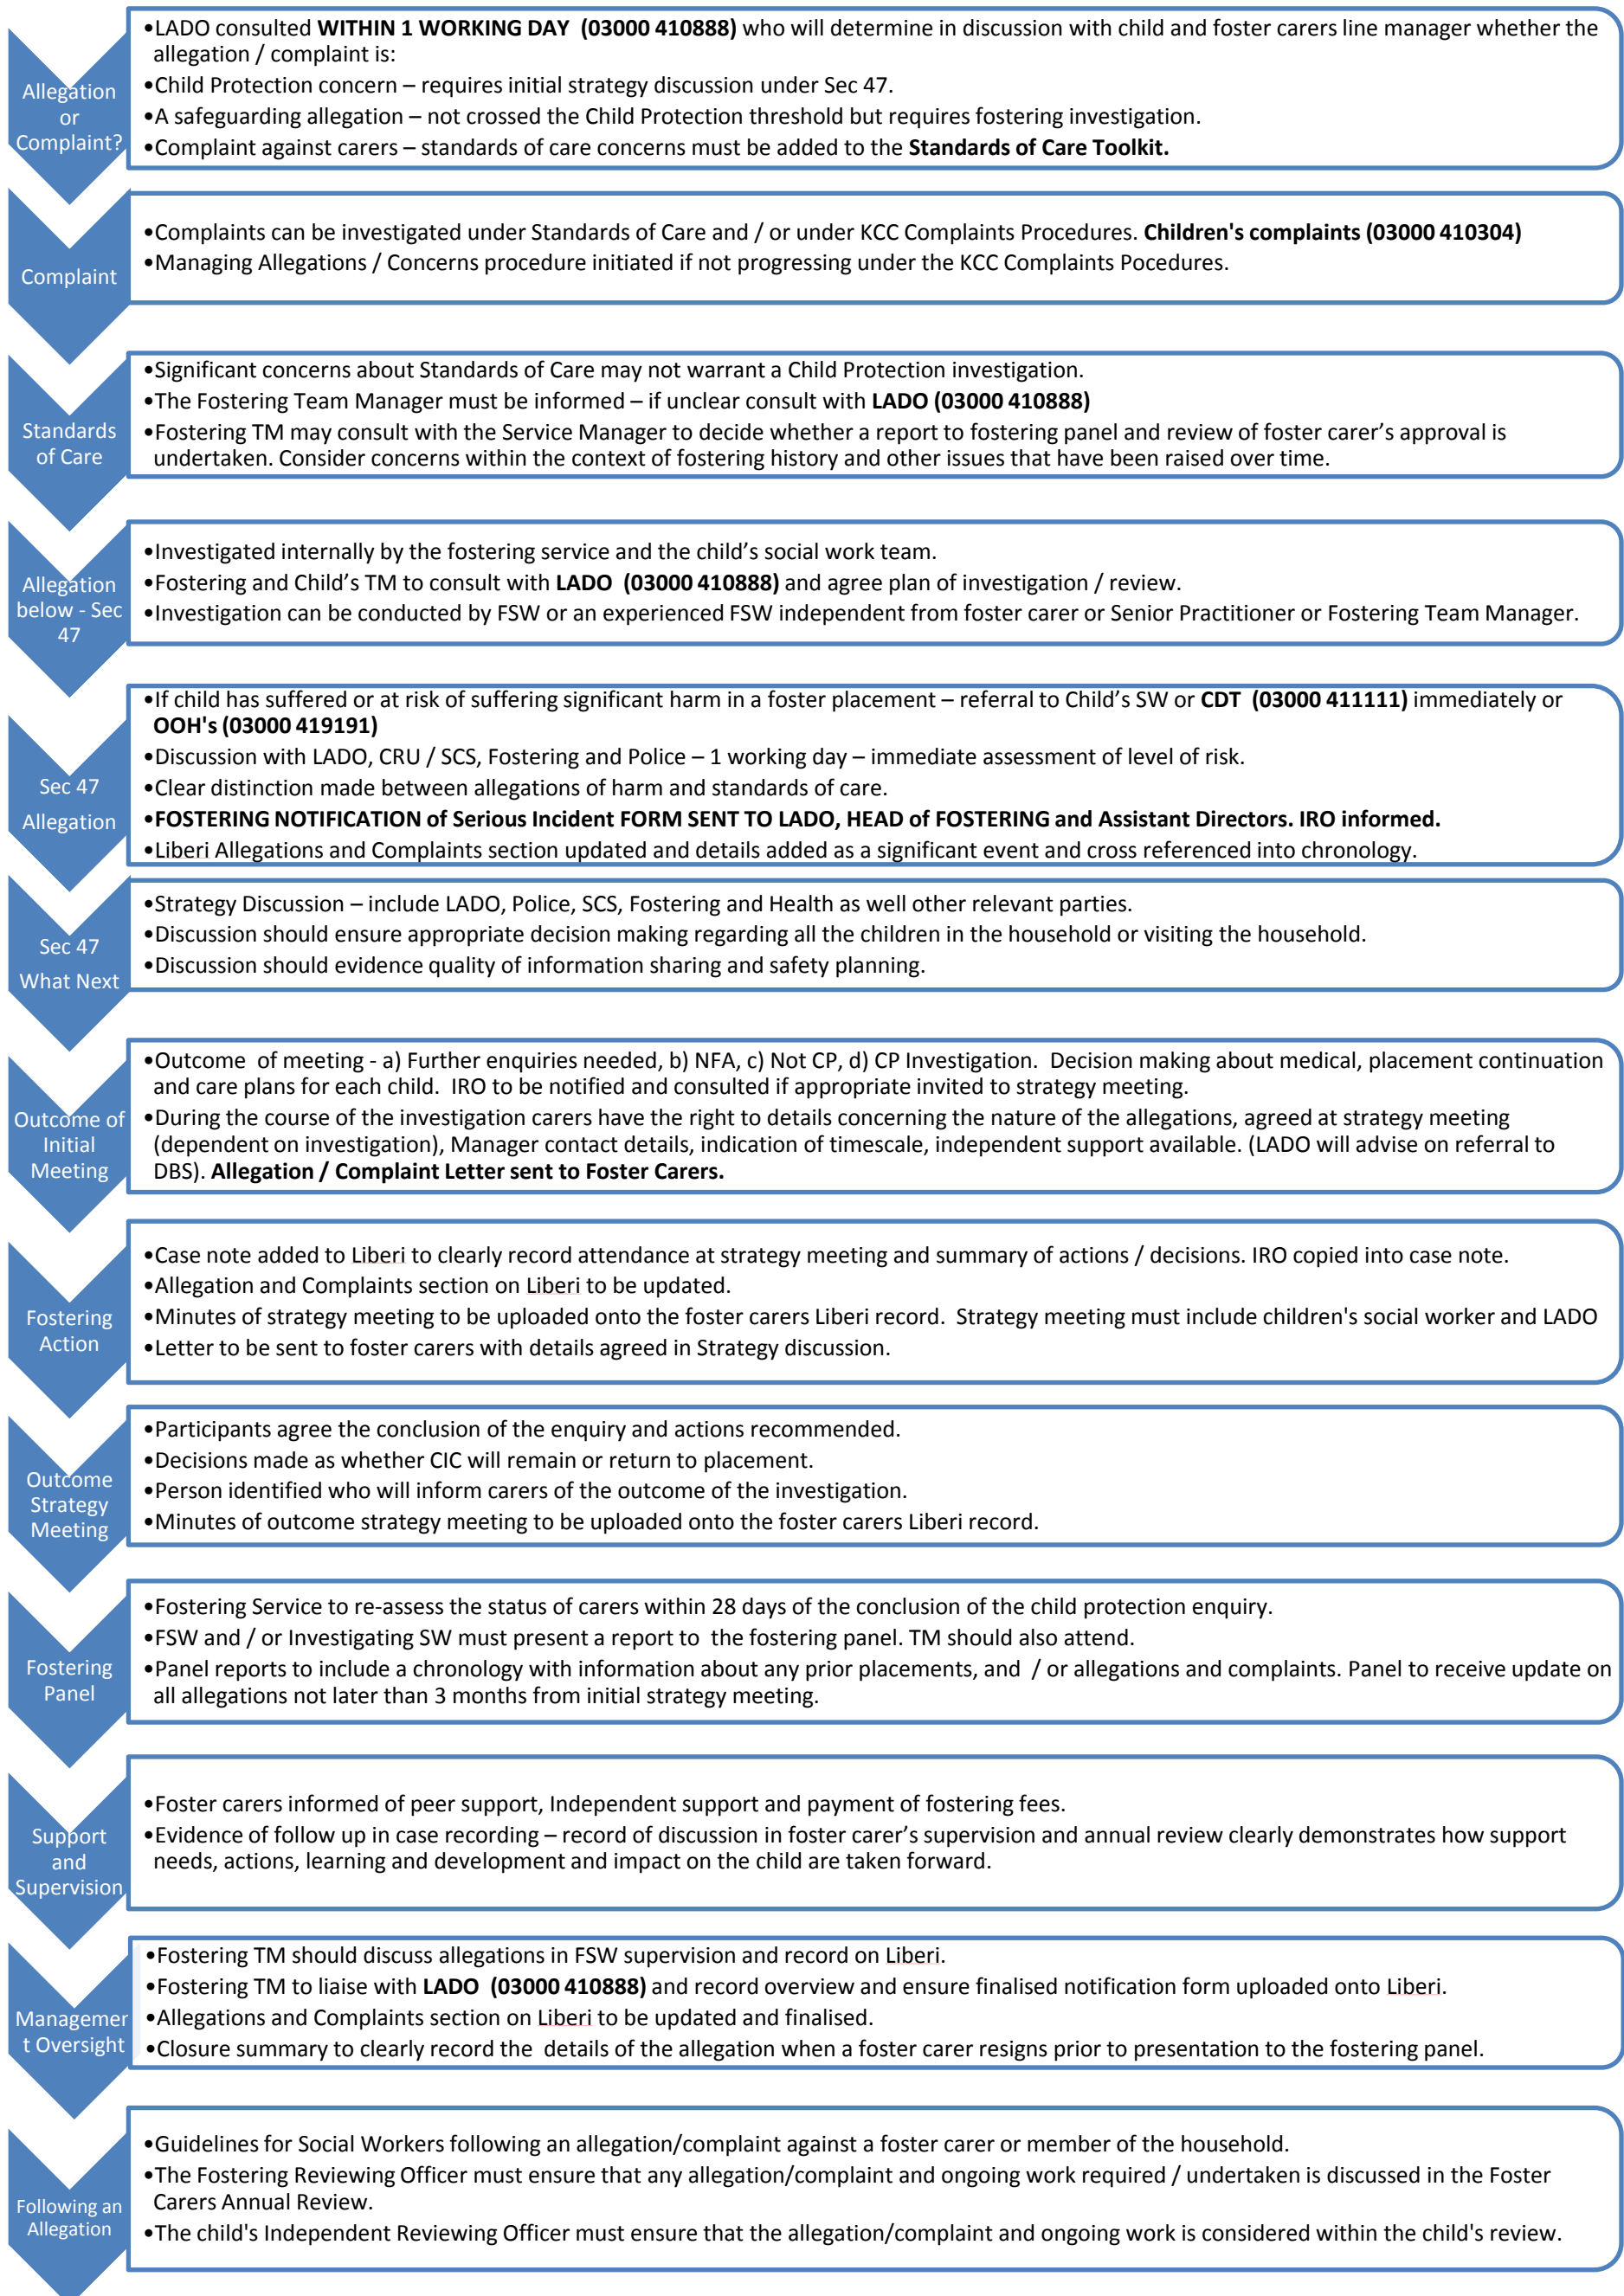 Allegation
or
Complaint?
•LADO consulted WITHIN 1 WORKING DAY (03000 410888) who will determine in discussion with child and foster carers line manager whether the
allegation / complaint is:
•Child Protection concern – requires initial strategy discussion under Sec 47.
•A safeguarding allegation – not crossed the Child Protection threshold but requires fostering investigation.
•Complaint against carers – standards of care concerns must be added to the Standards of Care Toolkit.
Complaint
•Complaints can be investigated under Standards of Care and / or under KCC Complaints Procedures. Children's complaints (03000 410304)
•Managing Allegations / Concerns procedure initiated if not progressing under the KCC Complaints Pocedures.
Standards
of Care
•Significant concerns about Standards of Care may not warrant a Child Protection investigation.
•The Fostering Team Manager must be informed – if unclear consult with LADO (03000 410888)
•Fostering TM may consult with the Service Manager to decide whether a report to fostering panel and review of foster carer's approval is
undertaken. Consider concerns within the context of fostering history and other issues that have been raised over time.
Allegation
below - Sec
47
•Investigated internally by the fostering service and the child's social work team.
•Fostering and Child's TM to consult with LADO (03000 410888) and agree plan of investigation / review.
•Investigation can be conducted by FSW or an experienced FSW independent from foster carer or Senior Practitioner or Fostering Team Manager.
Sec 47
Allegation
•If child has suffered or at risk of suffering significant harm in a foster placement – referral to Child's SW or CDT (03000 411111) immediately or
OOH's (03000 419191)
•Discussion with LADO, CRU / SCS, Fostering and Police – 1 working day – immediate assessment of level of risk.
•Clear distinction made between allegations of harm and standards of care.
•FOSTERING NOTIFICATION of Serious Incident FORM SENT TO LADO, HEAD of FOSTERING and Assistant Directors. IRO informed.
•Liberi Allegations and Complaints section updated and details added as a significant event and cross referenced into chronology.
Sec 47
What Next
•Strategy Discussion – include LADO, Police, SCS, Fostering and Health as well other relevant parties.
•Discussion should ensure appropriate decision making regarding all the children in the household or visiting the household.
•Discussion should evidence quality of information sharing and safety planning.
Outcome of
Initial
Meeting
•Outcome of meeting - a) Further enquiries needed, b) NFA, c) Not CP, d) CP Investigation. Decision making about medical, placement continuation
and care plans for each child. IRO to be notified and consulted if appropriate invited to strategy meeting.
•During the course of the investigation carers have the right to details concerning the nature of the allegations, agreed at strategy meeting
(dependent on investigation), Manager contact details, indication of timescale, independent support available. (LADO will advise on referral to
DBS). Allegation / Complaint Letter sent to Foster Carers.
Fostering
Action
•Case note added to Liberi to clearly record attendance at strategy meeting and summary of actions / decisions. IRO copied into case note.
•Allegation and Complaints section on Liberi to be updated.
•Minutes of strategy meeting to be uploaded onto the foster carers Liberi record. Strategy meeting must include children's social worker and LADO
•Letter to be sent to foster carers with details agreed in Strategy discussion.
Outcome
Strategy
Meeting
•Participants agree the conclusion of the enquiry and actions recommended.
•Decisions made as whether CIC will remain or return to placement.
•Person identified who will inform carers of the outcome of the investigation.
•Minutes of outcome strategy meeting to be uploaded onto the foster carers Liberi record.
Fostering
Panel
•Fostering Service to re-assess the status of carers within 28 days of the conclusion of the child protection enquiry.
•FSW and / or Investigating SW must present a report to the fostering panel. TM should also attend.
•Panel reports to include a chronology with information about any prior placements, and / or allegations and complaints. Panel to receive update on
all allegations not later than 3 months from initial strategy meeting.
Support
and
Supervision
•Foster carers informed of peer support, Independent support and payment of fostering fees.
•Evidence of follow up in case recording – record of discussion in foster carer's supervision and annual review clearly demonstrates how support
needs, actions, learning and development and impact on the child are taken forward.
Managemen
t Oversight
•Fostering TM should discuss allegations in FSW supervision and record on Liberi.
•Fostering TM to liaise with LADO (03000 410888) and record overview and ensure finalised notification form uploaded onto Liberi.
•Allegations and Complaints section on Liberi to be updated and finalised.
•Closure summary to clearly record the details of the allegation when a foster carer resigns prior to presentation to the fostering panel.
Following an
Allegation
•Guidelines for Social Workers following an allegation/complaint against a foster carer or member of the household.
•The Fostering Reviewing Officer must ensure that any allegation/complaint and ongoing work required / undertaken is discussed in the Foster
Carers Annual Review.
•The child's Independent Reviewing Officer must ensure that the allegation/complaint and ongoing work is considered within the child's review.